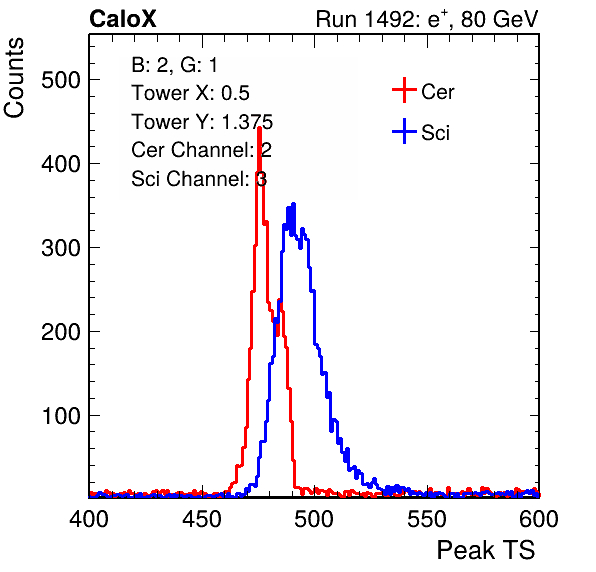 CaloX Run 1492: e⁺, 80 GeV
Counts
B: 2, G: 1
Tower X: 0.5
Tower Y: 1.375
Cer Channel: 2
Sci Channel: 3
Cer
Sci
500
400
300
200
100
400 450 500 550 600
Peak TS